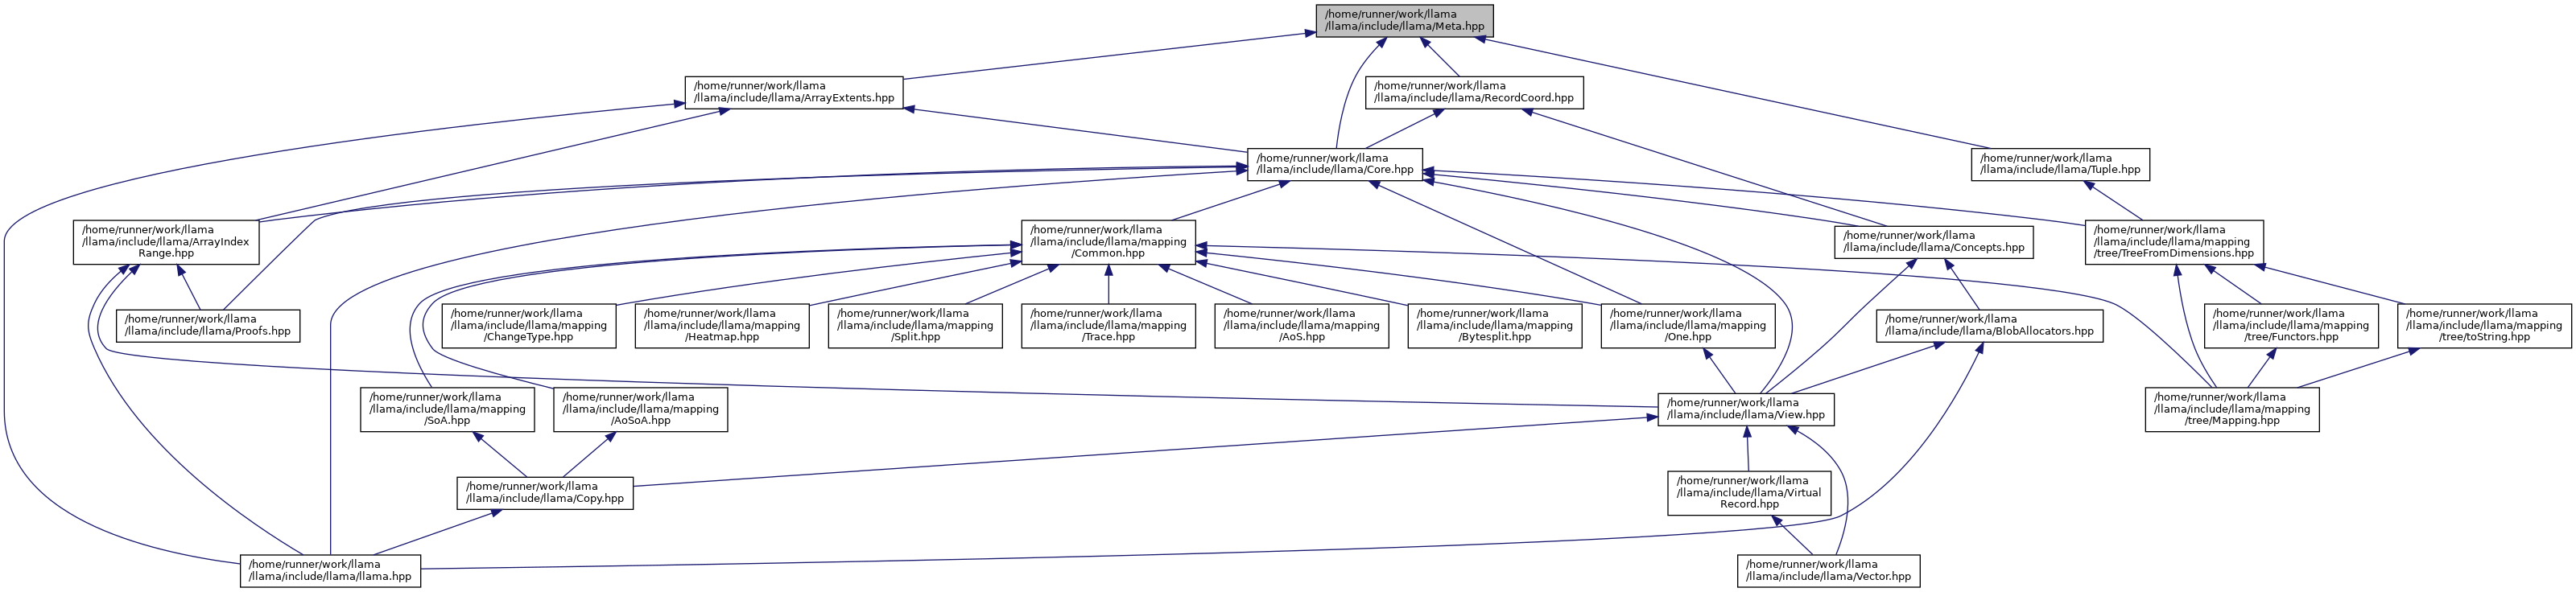 /home/runner/work/llama
/llama/include/llama/Meta.hpp
/home/runner/work/llama
/llama/include/llama/ArrayExtents.hpp
/home/runner/work/llama
/llama/include/llama/RecordCoord.hpp
/home/runner/work/llama
/llama/include/llama/Core.hpp
/home/runner/work/llama
/llama/include/llama/Tuple.hpp
/home/runner/work/llama
/llama/include/llama/ArrayIndex
Range.hpp
/home/runner/work/llama
/llama/include/llama/mapping
/Common.hpp
/home/runner/work/llama
/llama/include/llama/Concepts.hpp
/home/runner/work/llama
/llama/include/llama/mapping
/tree/TreeFromDimensions.hpp
/home/runner/work/llama
/llama/include/llama/Proofs.hpp
/home/runner/work/llama
/llama/include/llama/mapping
/ChangeType.hpp
/home/runner/work/llama
/llama/include/llama/mapping
/Heatmap.hpp
/home/runner/work/llama
/llama/include/llama/mapping
/Split.hpp
/home/runner/work/llama
/llama/include/llama/mapping
/Trace.hpp
/home/runner/work/llama
/llama/include/llama/mapping
/AoS.hpp
/home/runner/work/llama
/llama/include/llama/mapping
/Bytesplit.hpp
/home/runner/work/llama
/llama/include/llama/mapping
/One.hpp
/home/runner/work/llama
/llama/include/llama/BlobAllocators.hpp
/home/runner/work/llama
/llama/include/llama/mapping
/tree/Functors.hpp
/home/runner/work/llama
/llama/include/llama/mapping
/tree/toString.hpp
/home/runner/work/llama
/llama/include/llama/mapping
/SoA.hpp
/home/runner/work/llama
/llama/include/llama/mapping
/AoSoA.hpp
/home/runner/work/llama
/llama/include/llama/View.hpp
/home/runner/work/llama
/llama/include/llama/mapping
/tree/Mapping.hpp
/home/runner/work/llama
/llama/include/llama/Copy.hpp
/home/runner/work/llama
/llama/include/llama/Virtual
Record.hpp
/home/runner/work/llama
/llama/include/llama/llama.hpp
/home/runner/work/llama
/llama/include/llama/Vector.hpp